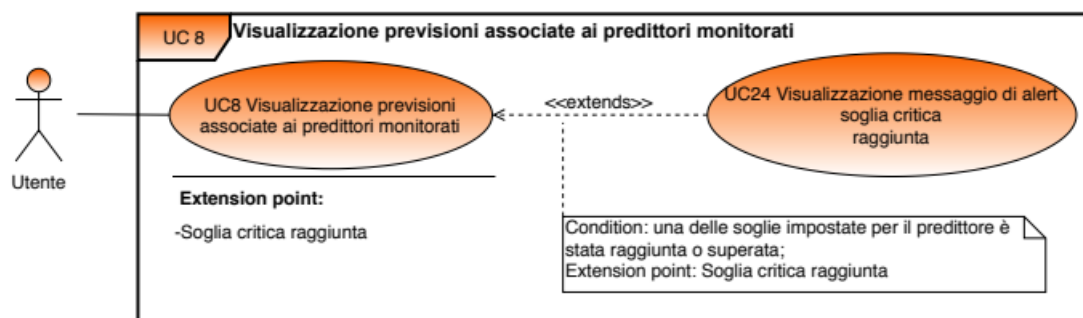 UC 8
Visualizzazione previsioni associate ai predittori monitorati
UC8 Visualizzazione previsioni
associate ai predittori monitorati
<<extends>>
UC24 Visualizzazione messaggio di alert
soglia critica
raggiunta
Utente
Extension point:
-Soglia critica raggiunta
Condition: una delle soglie impostate per il predittore è
stata raggiunta o superata;
Extension point: Soglia critica raggiunta